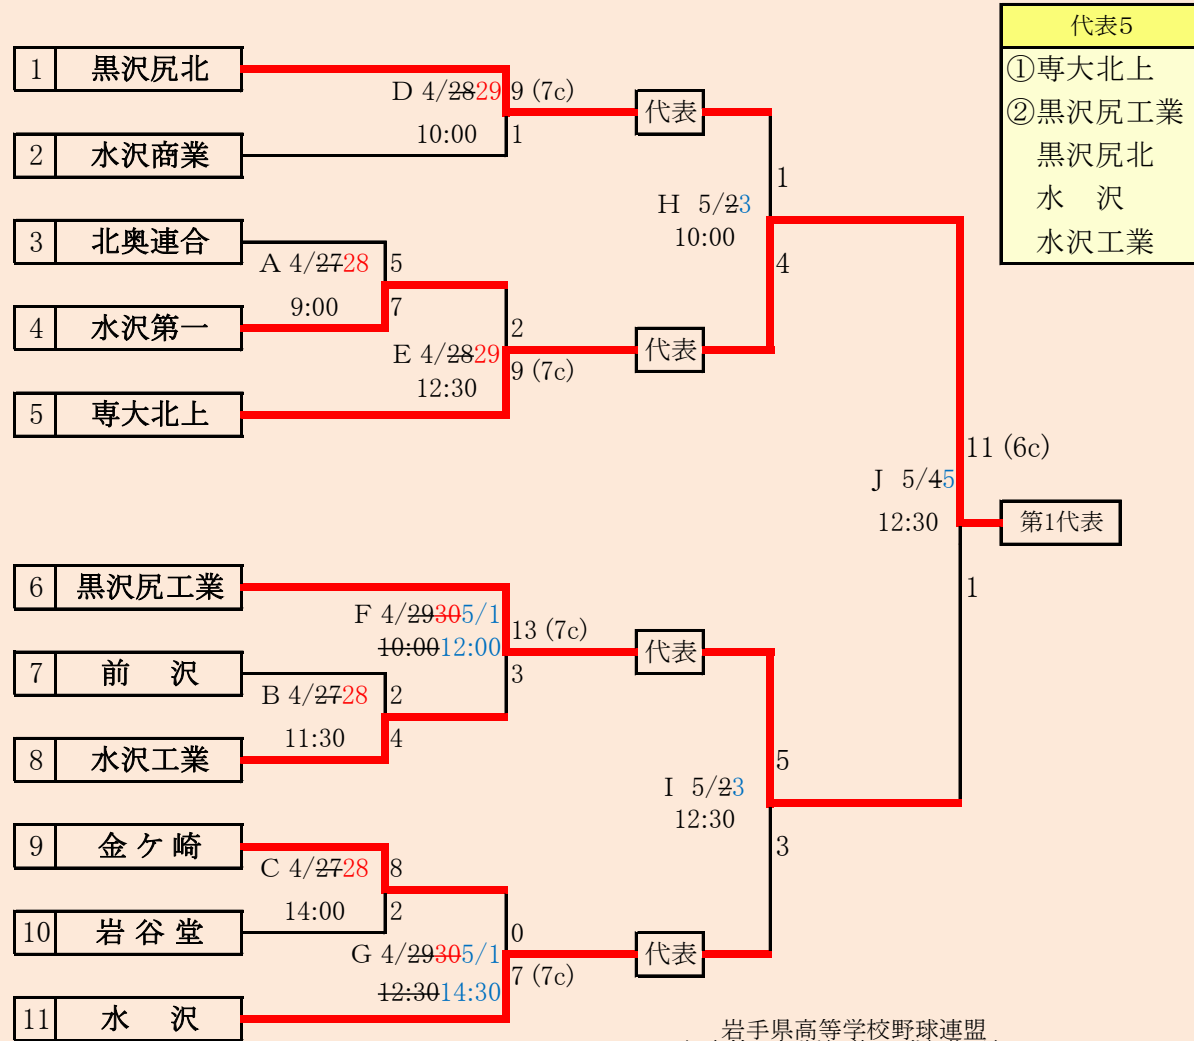 代表5
①専大北上
②黒沢尻工業
黒沢尻北
水　沢
水沢工業
1 黒沢尻北
D 4/2829 9 (7c)
10:00 1
代表
2 水沢商業
3 北奥連合
A 4/2728 5
9:00 7
4 水沢第一
H 5/23 1
10:00 4
2
E 4/2829 9 (7c)
12:30
代表
5 専大北上
11 (6c)
J 5/45
12:30
第1代表
1
6 黒沢尻工業
F 4/29305/1 13 (7c)
10:0012:00
3
代表
7 前　沢
B 4/2728 2
11:30 4
8 水沢工業
I 5/23 5
12:30 3
9 金ケ崎
C 4/2728 8
14:00 2
10 岩谷堂
0
G 4/29305/1 7 (7c)
12:3014:30
代表
11 水　沢
岩手県高等学校野球連盟